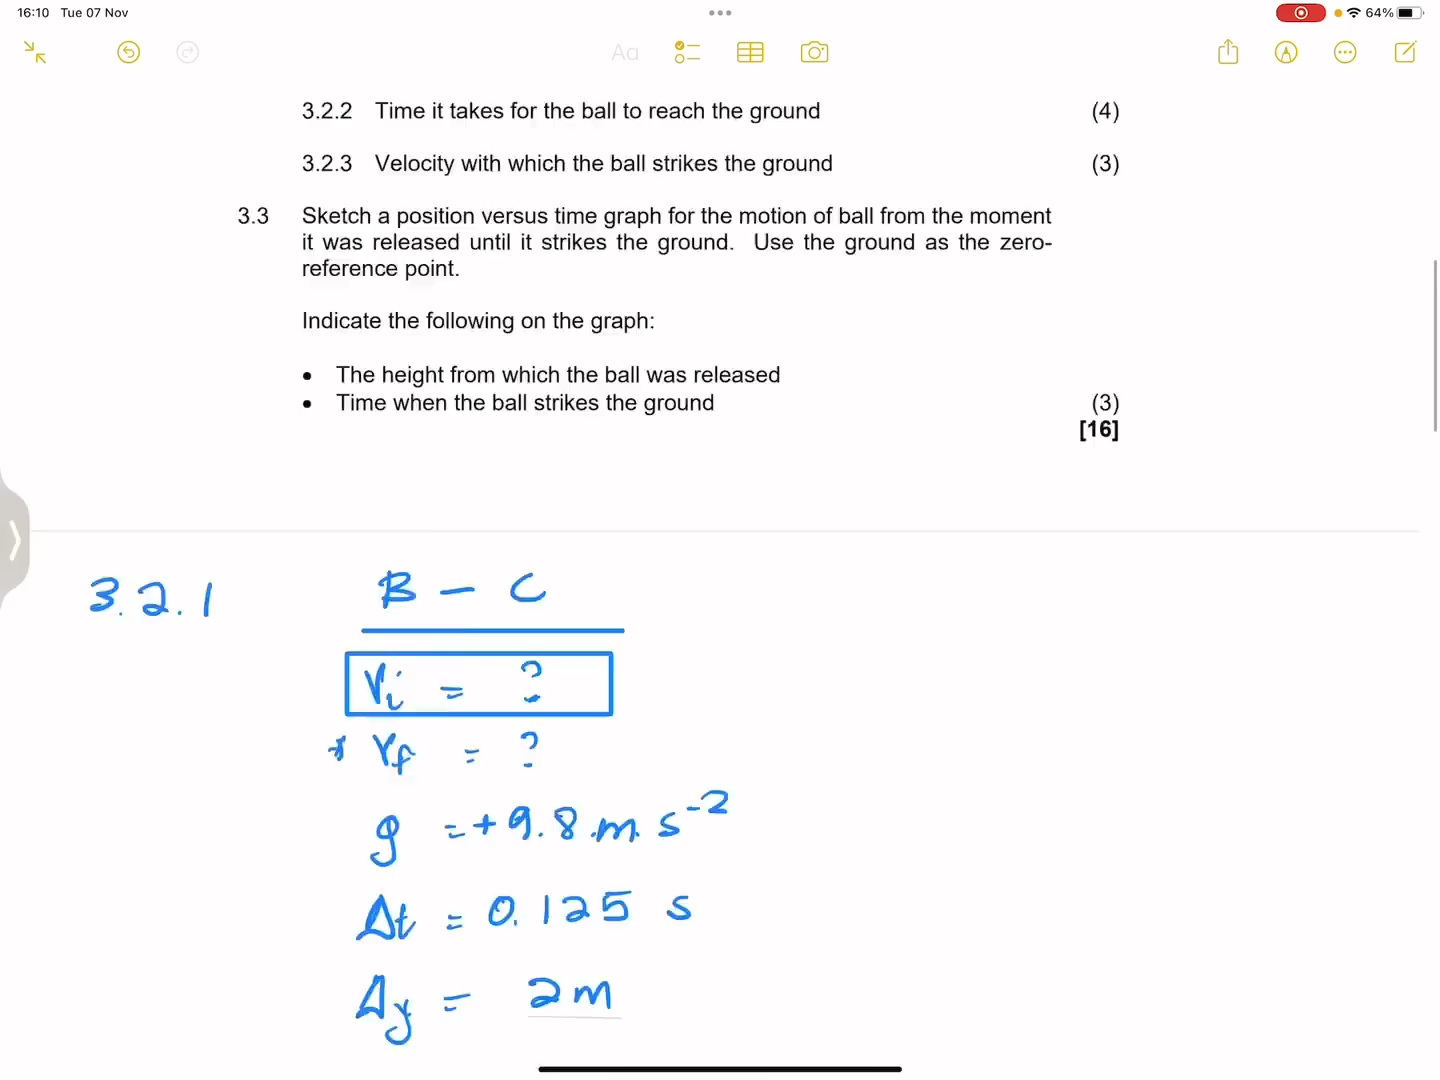 16:10 Tue 07 Nov
64%
Aa
3.2.2 Time it takes for the ball to reach the ground (4)
3.2.3 Velocity with which the ball strikes the ground (3)
3.3 Sketch a position versus time graph for the motion of ball from the moment
it was released until it strikes the ground. Use the ground as the zero-
reference point.
Indicate the following on the graph:
• The height from which the ball was released
• Time when the ball strikes the ground (3)
[16]
3.2.1 B - C
Vi = ?
* Vf = ?
g = +9.8 m.s⁻²
Δt = 0.125 s
Δy = 2m